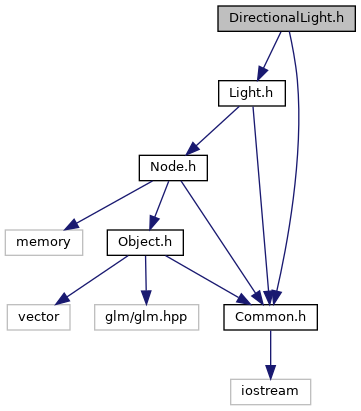 DirectionalLight.h
Light.h
Node.h
memory
Object.h
vector
glm/glm.hpp
Common.h
iostream